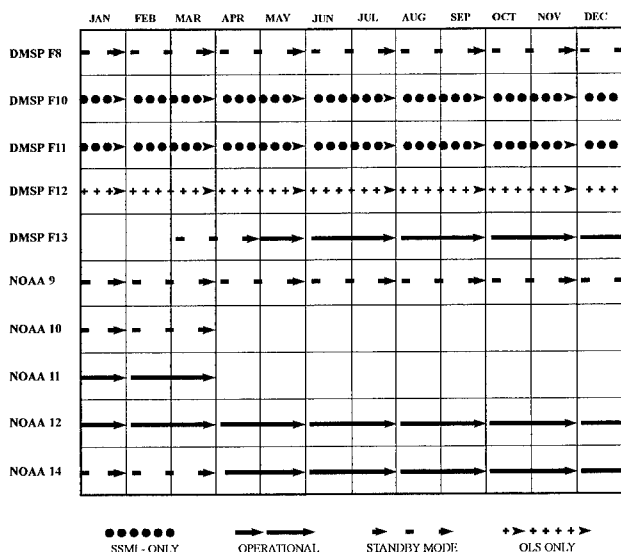 JAN FEB MAR APR MAY JUN JUL AUG SEP OCT NOV DEC
DMSP F8
DMSP F10
DMSP F11
DMSP F12
DMSP F13
NOAA 9
NOAA 10
NOAA 11
NOAA 12
NOAA 14
SSMI - ONLY OPERATIONAL STANDBY MODE OLS ONLY